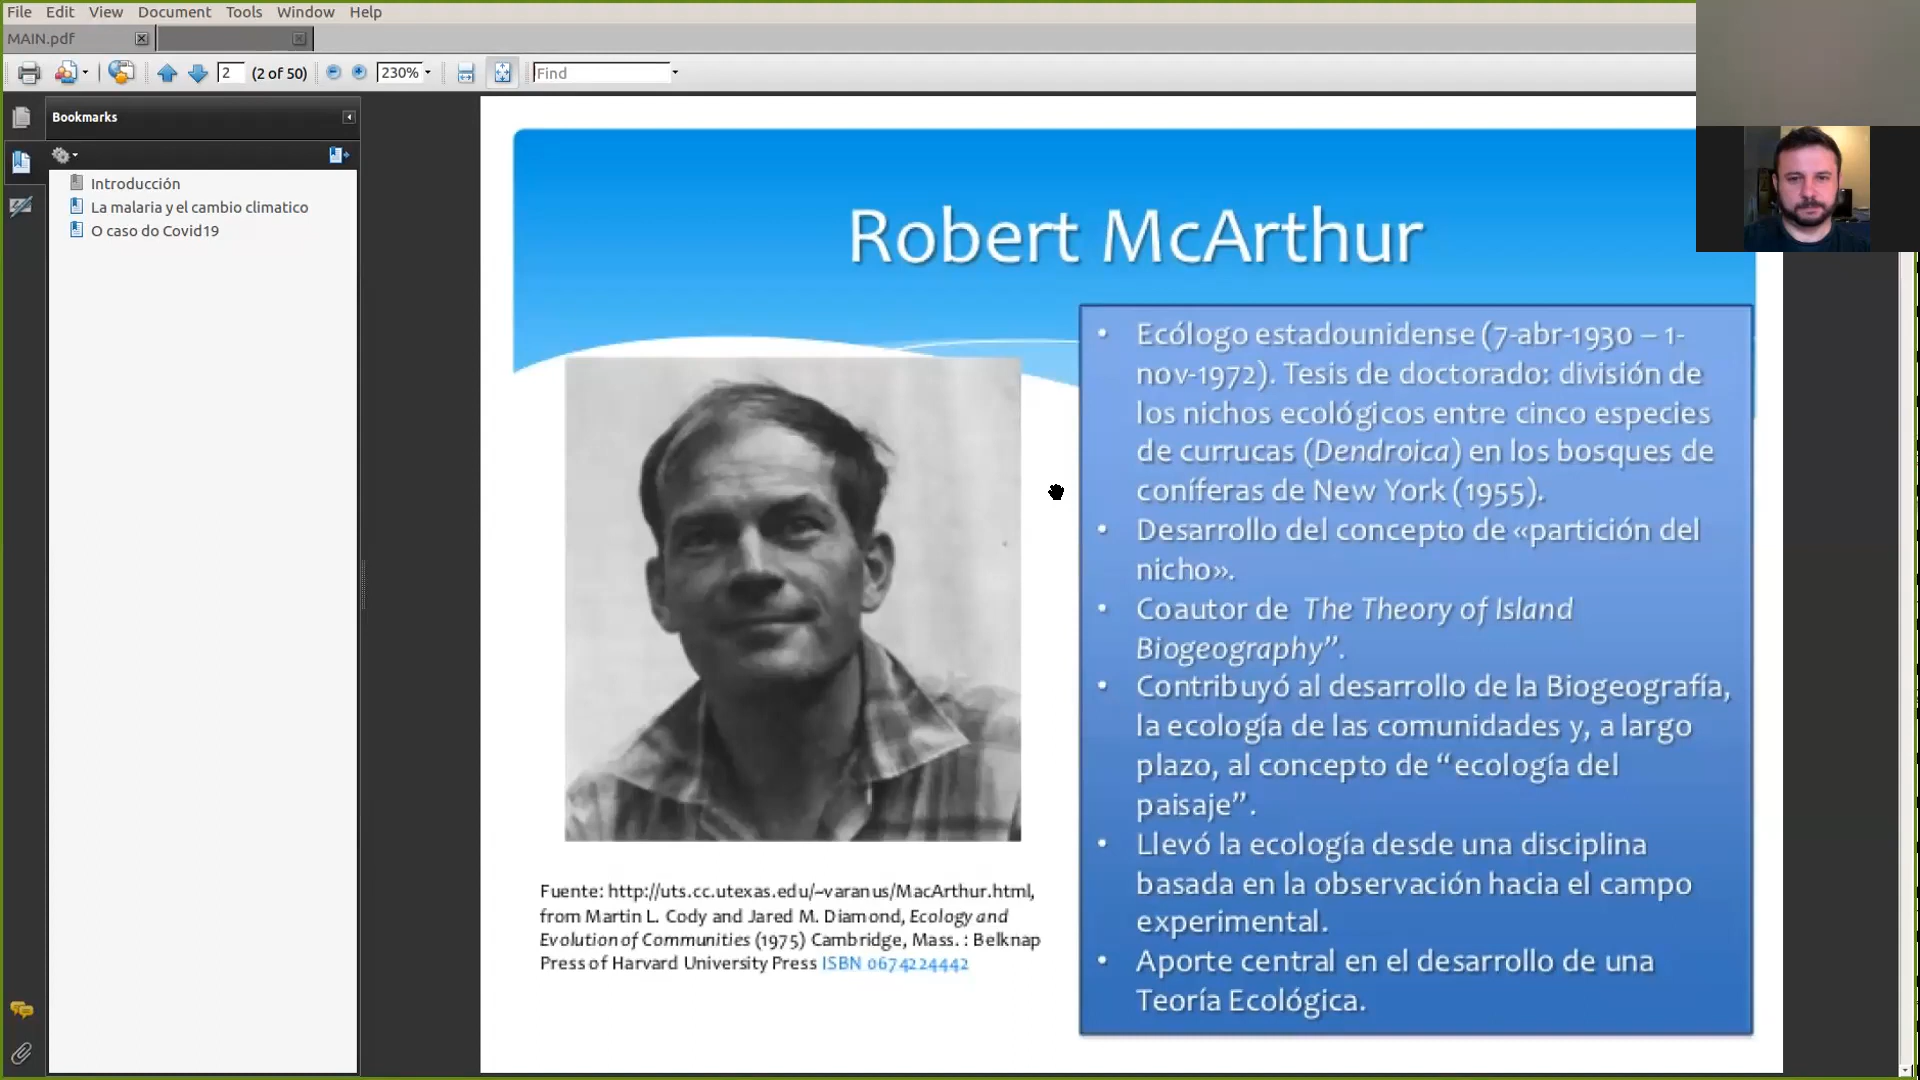 File Edit View Document Tools Window Help
MAIN.pdf
2 (2 of 50) 230% Find
Bookmarks
Introducción
La malaria y el cambio climatico
O caso do Covid19
Robert McArthur
• Ecólogo estadounidense (7-abr-1930 – 1-
nov-1972). Tesis de doctorado: división de
los nichos ecológicos entre cinco especies
de currucas (Dendroica) en los bosques de
coníferas de New York (1955).
• Desarrollo del concepto de «partición del
nicho».
• Coautor de The Theory of Island
Biogeography”.
• Contribuyó al desarrollo de la Biogeografía,
la ecología de las comunidades y, a largo
plazo, al concepto de “ecología del
paisaje”.
• Llevó la ecología desde una disciplina
basada en la observación hacia el campo
experimental.
• Aporte central en el desarrollo de una
Teoría Ecológica.
Fuente: http://uts.cc.utexas.edu/~varanus/MacArthur.html,
from Martin L. Cody and Jared M. Diamond, Ecology and
Evolution of Communities (1975) Cambridge, Mass. : Belknap
Press of Harvard University Press ISBN 0674224442